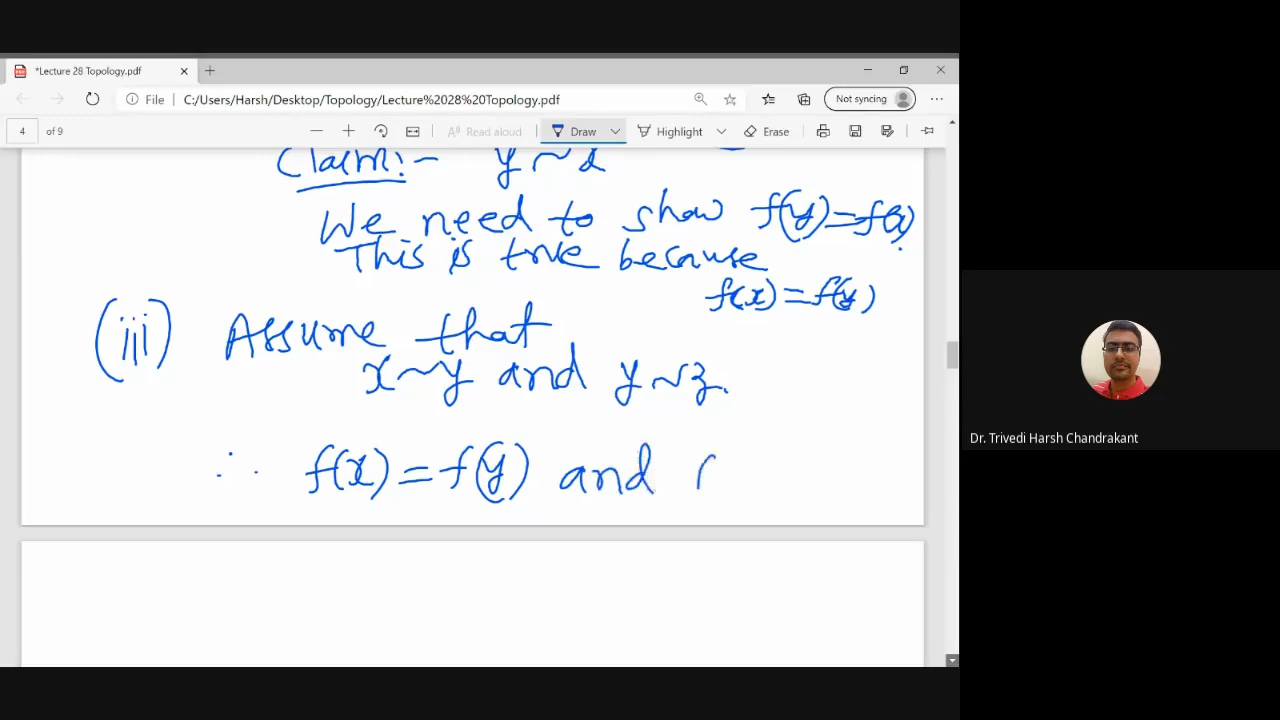 *Lecture 28 Topology.pdf
File | C:/Users/Harsh/Desktop/Topology/Lecture%2028%20Topology.pdf
Not syncing
4 of 9
Read aloud
Draw
Highlight
Erase
Claim:- y~x
We need to show f(y)=f(x)
This is true because
f(x)=f(y)
(iii) Assume that
x~y and y~z.
∴ f(x)=f(y) and
Dr. Trivedi Harsh Chandrakant